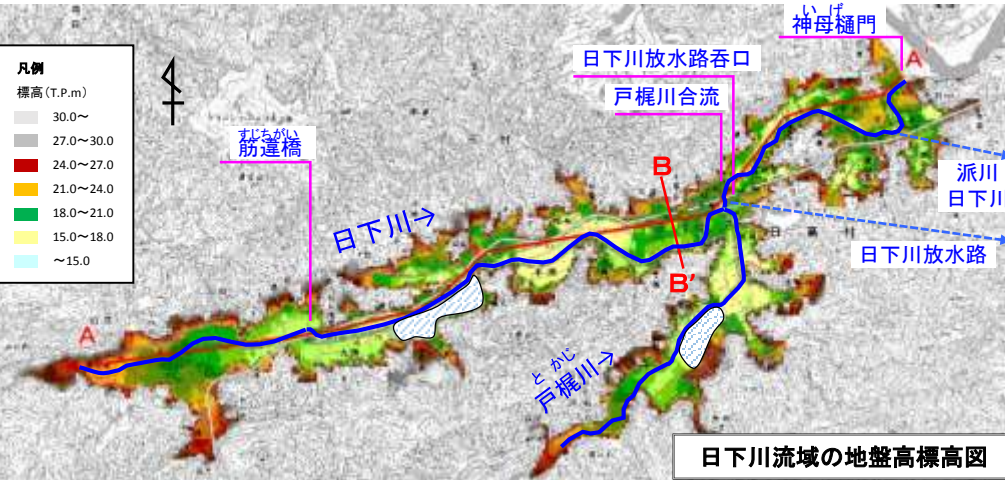 凡例
標高(T.P.m)
30.0～
27.0～30.0
24.0～27.0
21.0～24.0
18.0～21.0
15.0～18.0
～15.0
すじちがい
筋違橋
日下川→
日下川放水路呑口
戸梶川合流
いげ
神母樋門
A
A
B
B'
派川
日下川
日下川放水路
とかじ
戸梶川→
日高村
日下川流域の地盤高標高図